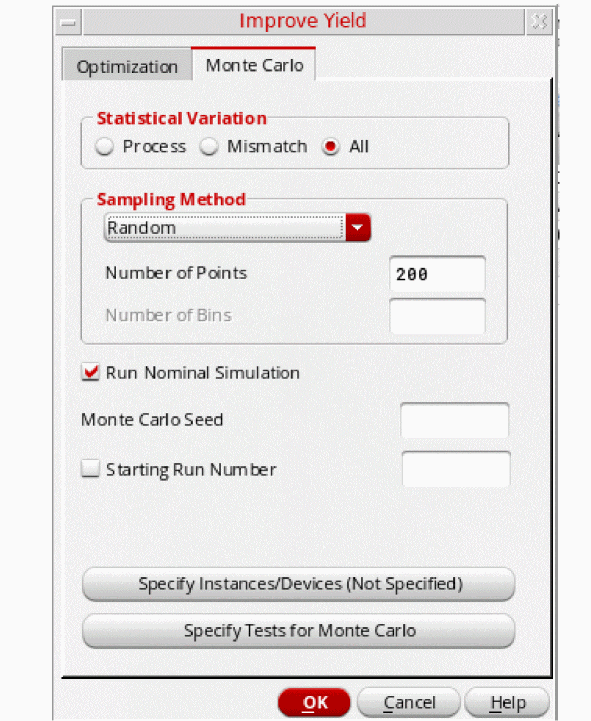 Improve Yield
Optimization Monte Carlo
Statistical Variation
Process Mismatch All
Sampling Method
Random
Number of Points 200
Number of Bins
Run Nominal Simulation
Monte Carlo Seed
Starting Run Number
Specify Instances/Devices (Not Specified)
Specify Tests for Monte Carlo
OK Cancel Help